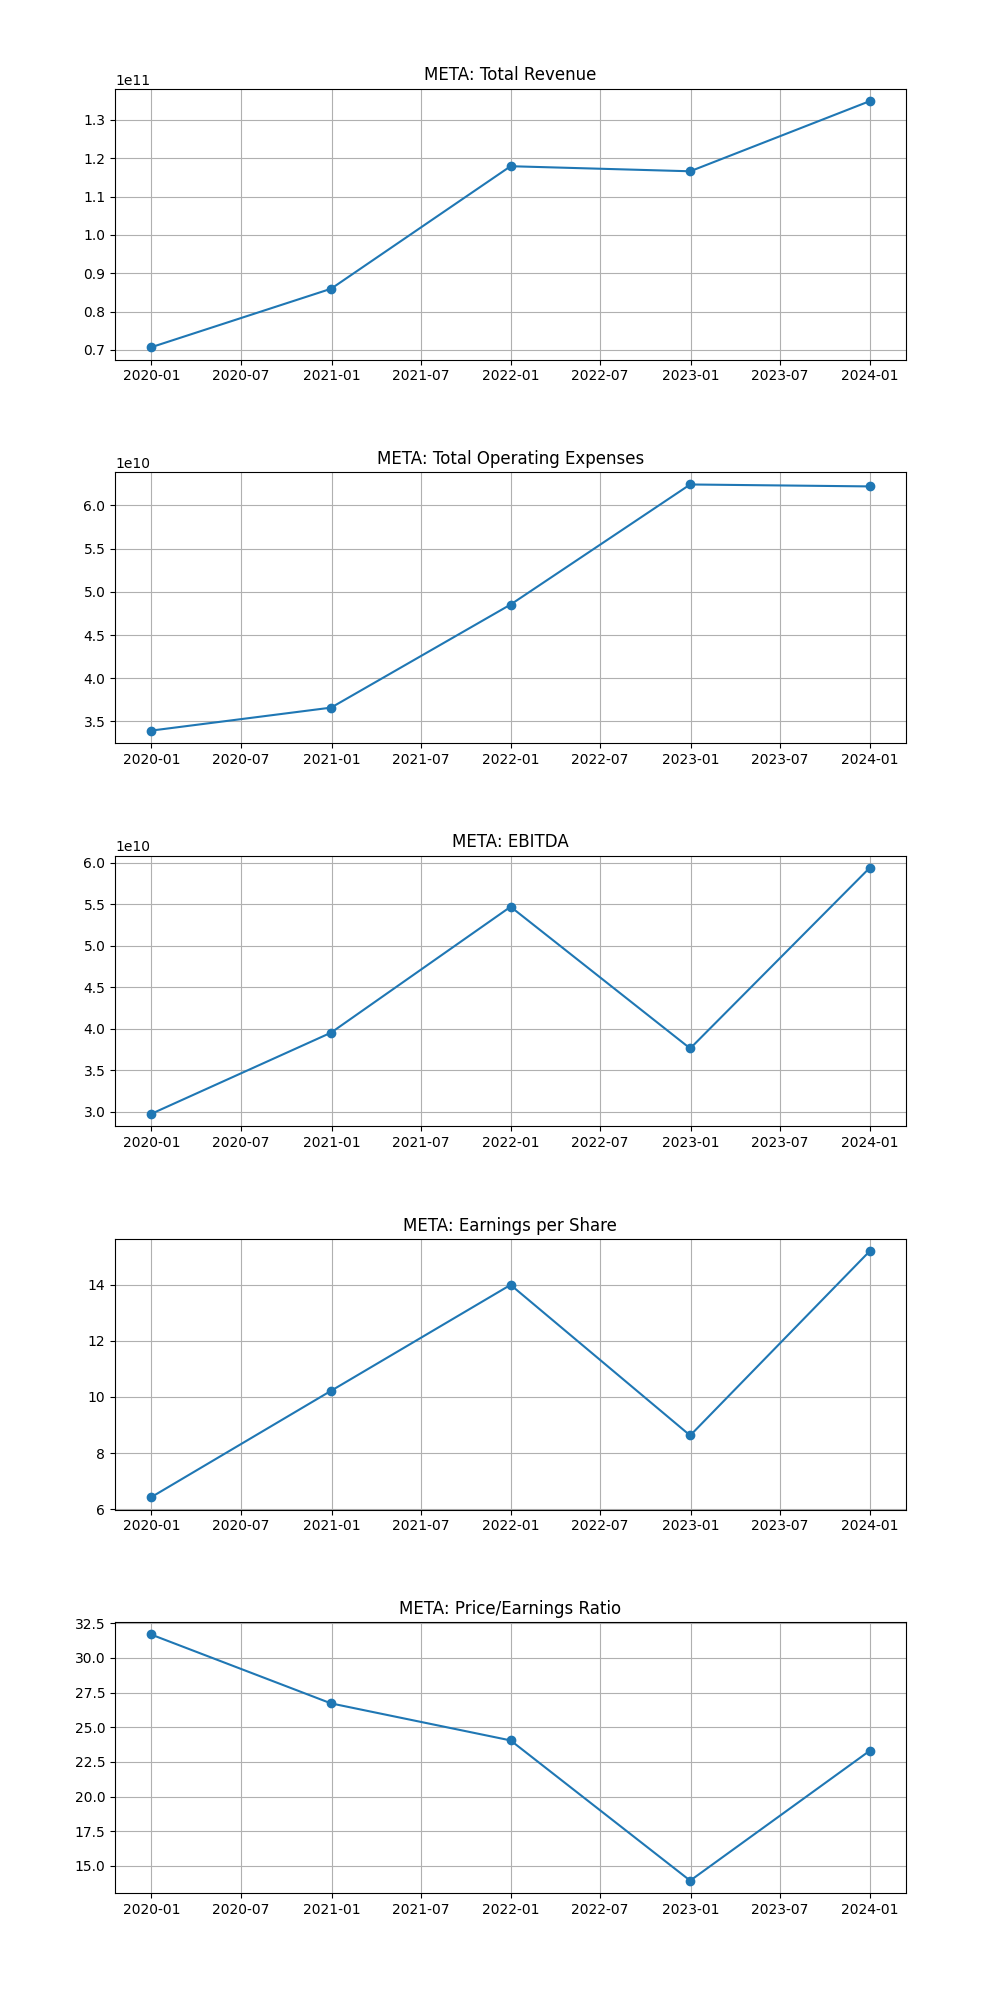 META: Total Revenue
1e11
1.3
1.2
1.1
1.0
0.9
0.8
0.7
2020-01 2020-07 2021-01 2021-07 2022-01 2022-07 2023-01 2023-07 2024-01
META: Total Operating Expenses
1e10
6.0
5.5
5.0
4.5
4.0
3.5
2020-01 2020-07 2021-01 2021-07 2022-01 2022-07 2023-01 2023-07 2024-01
META: EBITDA
1e10
6.0
5.5
5.0
4.5
4.0
3.5
3.0
2020-01 2020-07 2021-01 2021-07 2022-01 2022-07 2023-01 2023-07 2024-01
META: Earnings per Share
14
12
10
8
6
2020-01 2020-07 2021-01 2021-07 2022-01 2022-07 2023-01 2023-07 2024-01
META: Price/Earnings Ratio
32.5
30.0
27.5
25.0
22.5
20.0
17.5
15.0
2020-01 2020-07 2021-01 2021-07 2022-01 2022-07 2023-01 2023-07 2024-01